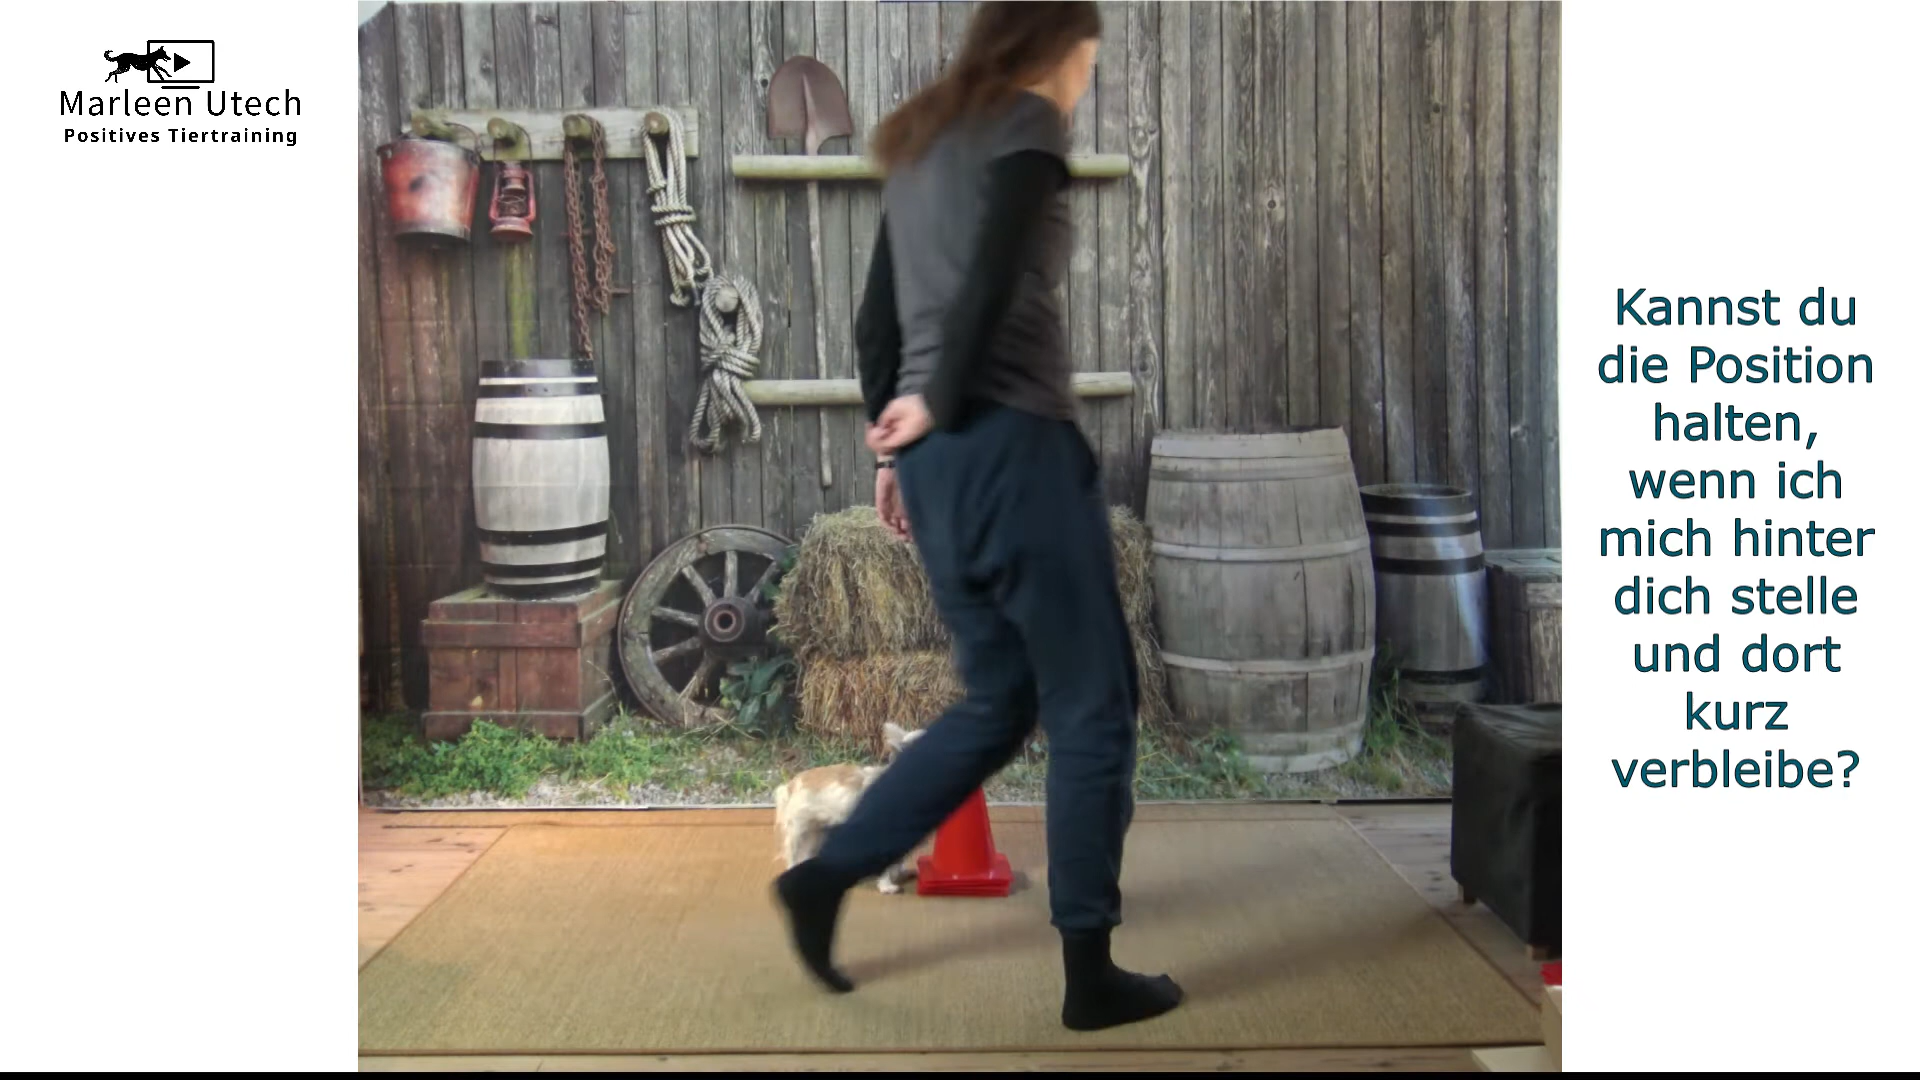 Marleen Utech
Positives Tiertraining
Kannst du
die Position
halten,
wenn ich
mich hinter
dich stelle
und dort
kurz
verbleibe?